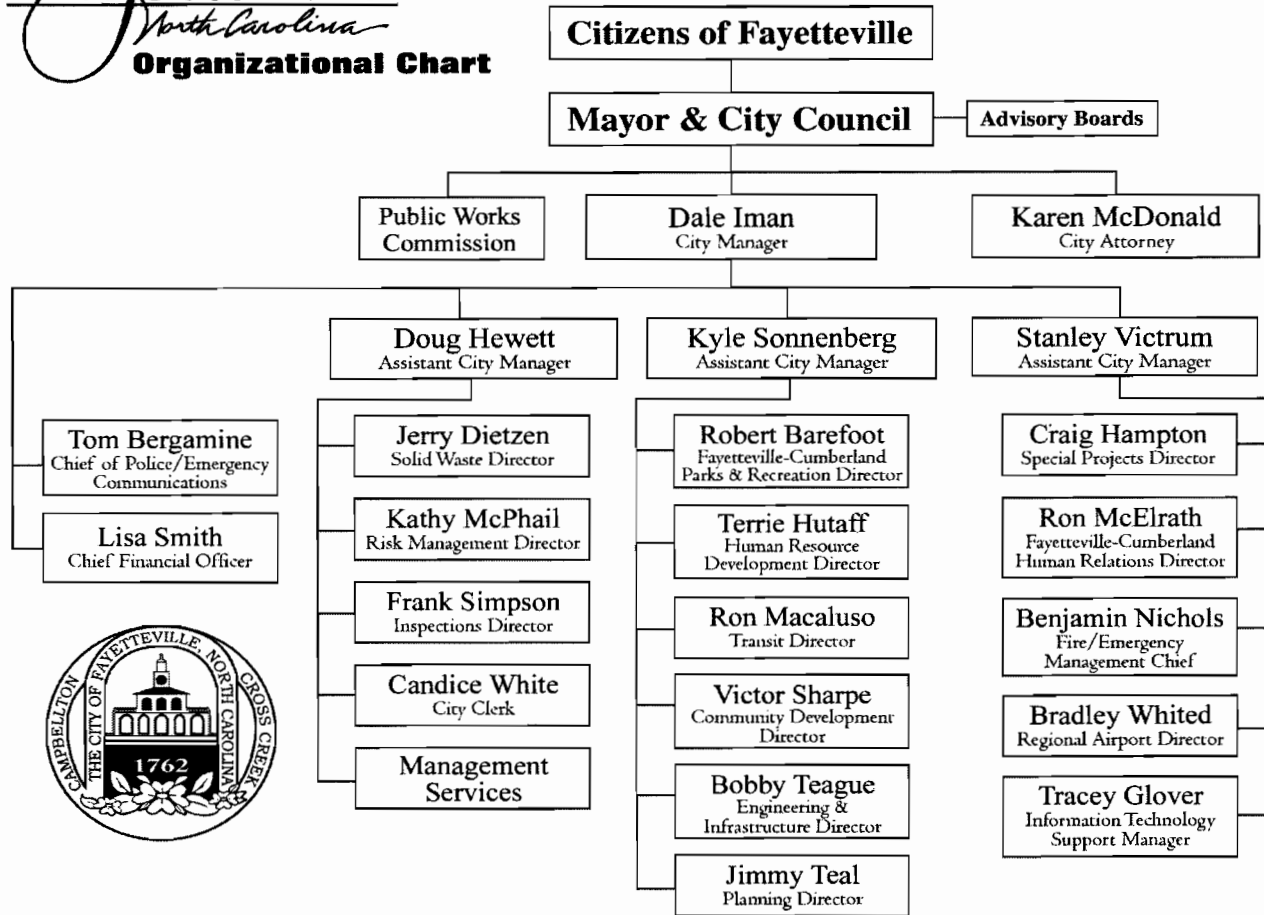 North Carolina
Organizational Chart
Citizens of Fayetteville
Mayor & City Council
Advisory Boards
Public Works
Commission
Dale Iman
City Manager
Karen McDonald
City Attorney
Doug Hewett
Assistant City Manager
Kyle Sonnenberg
Assistant City Manager
Stanley Victrum
Assistant City Manager
Tom Bergamine
Chief of Police/Emergency
Communications
Lisa Smith
Chief Financial Officer
Jerry Dietzen
Solid Waste Director
Kathy McPhail
Risk Management Director
Frank Simpson
Inspections Director
Candice White
City Clerk
Management
Services
Robert Barefoot
Fayetteville-Cumberland
Parks & Recreation Director
Terrie Hutaff
Human Resource
Development Director
Ron Macaluso
Transit Director
Victor Sharpe
Community Development
Director
Bobby Teague
Engineering &
Infrastructure Director
Jimmy Teal
Planning Director
Craig Hampton
Special Projects Director
Ron McElrath
Fayetteville-Cumberland
Human Relations Director
Benjamin Nichols
Fire/Emergency
Management Chief
Bradley Whited
Regional Airport Director
Tracey Glover
Information Technology
Support Manager
CAMPBELLTON
THE CITY OF FAYETTEVILLE, NORTH CAROLINA
CROSS CREEK
1762